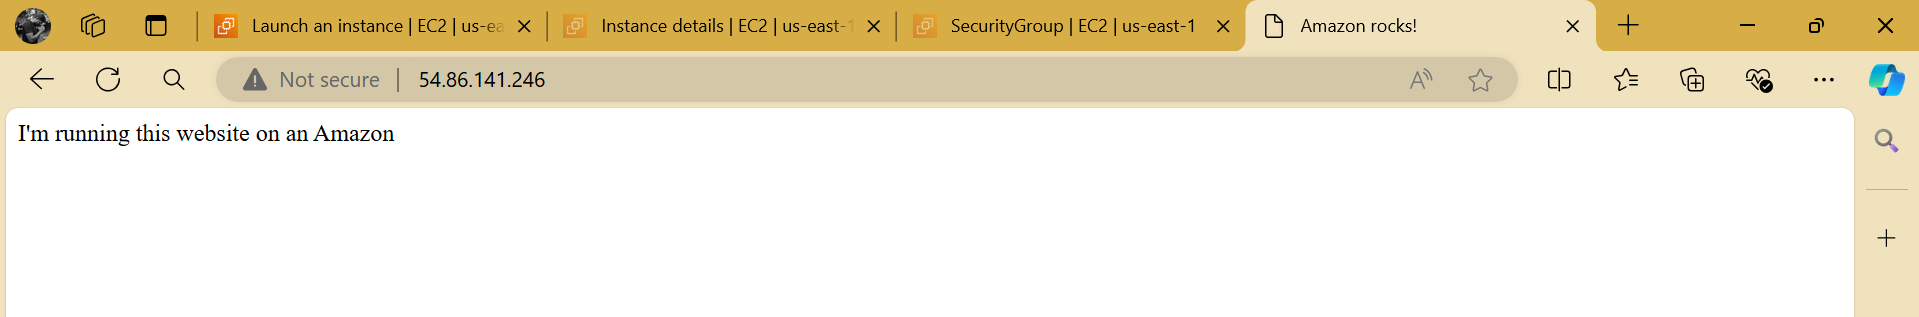 Launch an instance | EC2 | us-ea
Instance details | EC2 | us-east-1
SecurityGroup | EC2 | us-east-1
Amazon rocks!
Not secure
54.86.141.246
I'm running this website on an Amazon